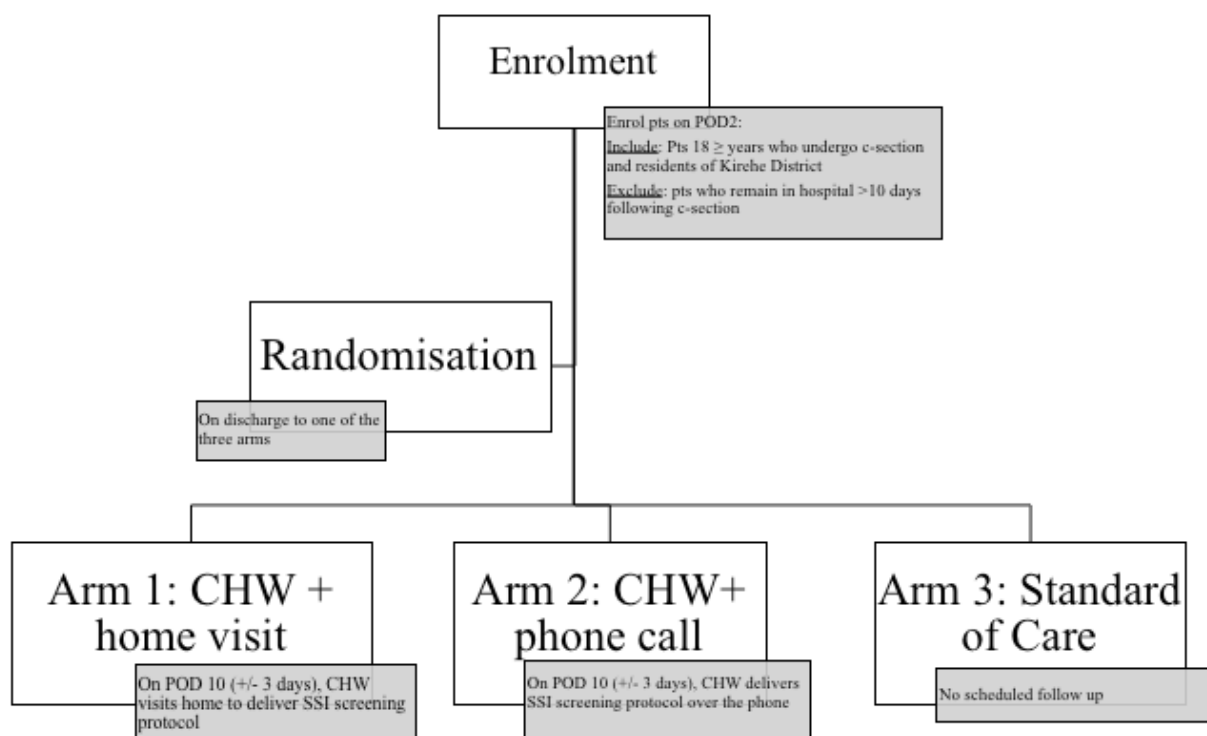 Enrolment
Enrol pts on POD2:
Include: Pts 18 ≥ years who undergo c-section
and residents of Kirehe District
Exclude: pts who remain in hospital >10 days
following c-section
Randomisation
On discharge to one of the
three arms
Arm 1: CHW +
home visit
On POD 10 (+/- 3 days), CHW
visits home to deliver SSI screening
protocol
Arm 2: CHW+
phone call
On POD 10 (+/- 3 days), CHW delivers
SSI screening protocol over the phone
Arm 3: Standard
of Care
No scheduled follow up